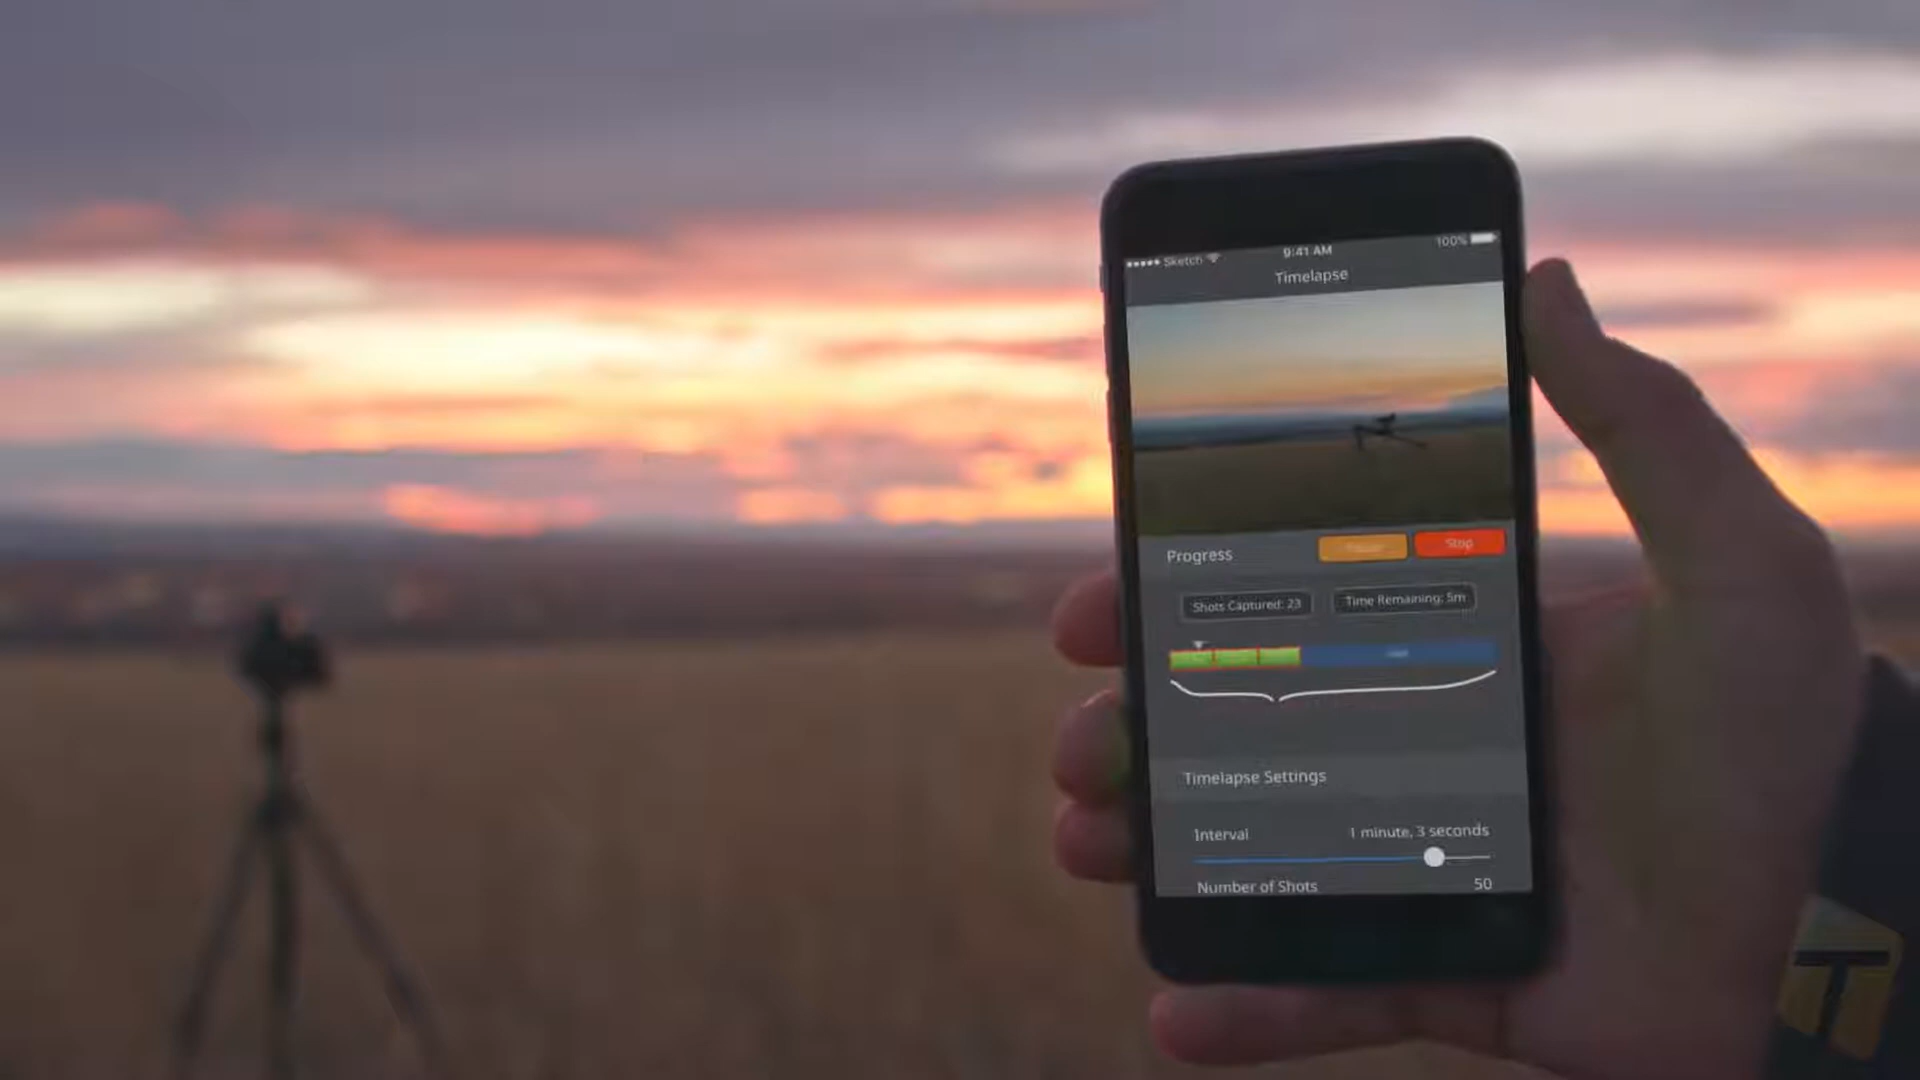 Sketch 9:41 AM 100%
Timelapse
Progress
Stop
Shots Captured: 23
Time Remaining: 5m
Timelapse Settings
Interval 1 minute, 3 seconds
Number of Shots 50